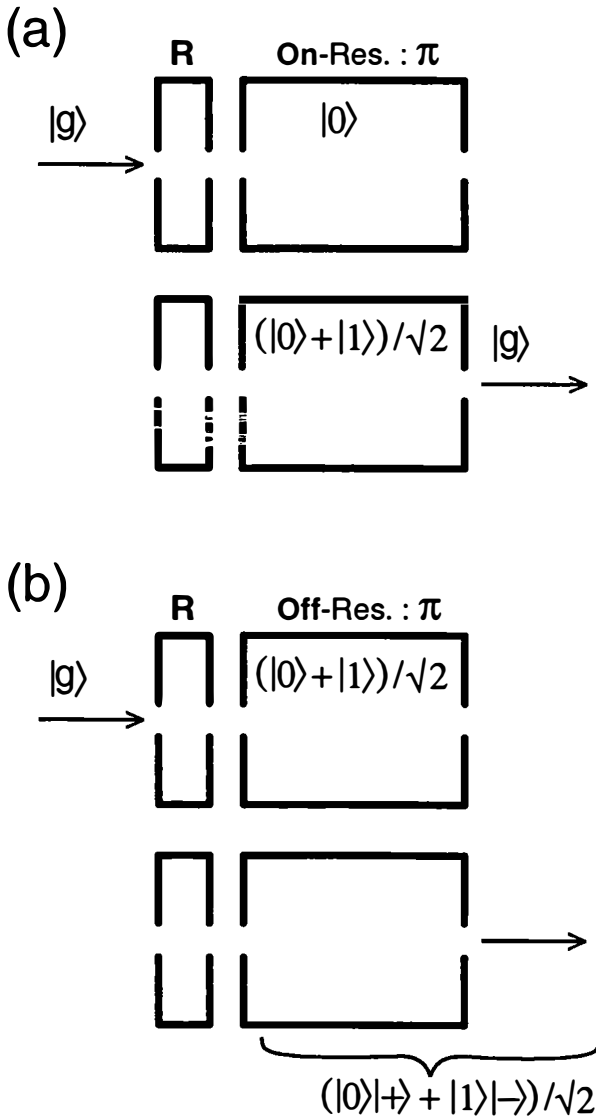 (a)
R On-Res. : π
|g⟩ |0⟩
(|0⟩+|1⟩)/√2 |g⟩
(b)
R Off-Res. : π
|g⟩ (|0⟩+|1⟩)/√2
(|0⟩|+⟩ + |1⟩|−⟩)/√2